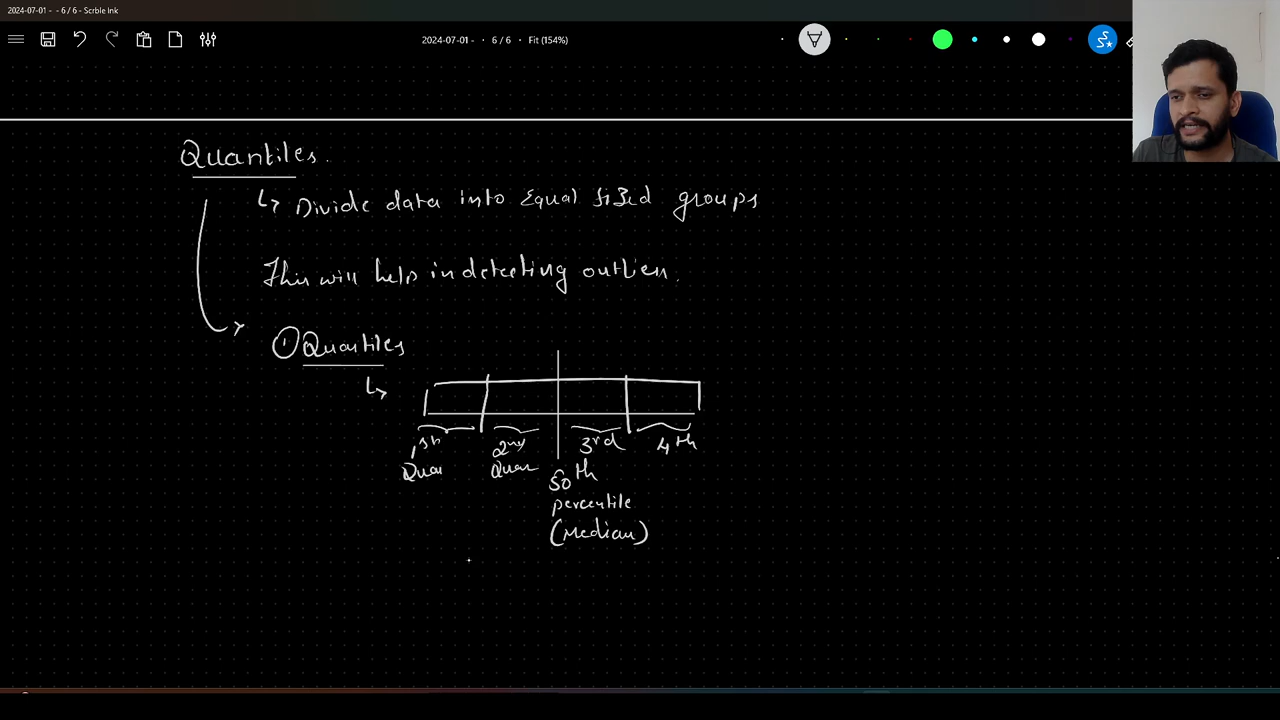 2024-07-01 - - 6 / 6 - Scrble Ink
2024-07-01 - • 6 / 6 • Fit (154%)
Quantiles.
↳ Divide data into Equal sized groups
This will help in detecting outliers.
① Quartiles
↳
1st 2nd 3rd 4th
Quar Quar 50th
percentile
(Median)